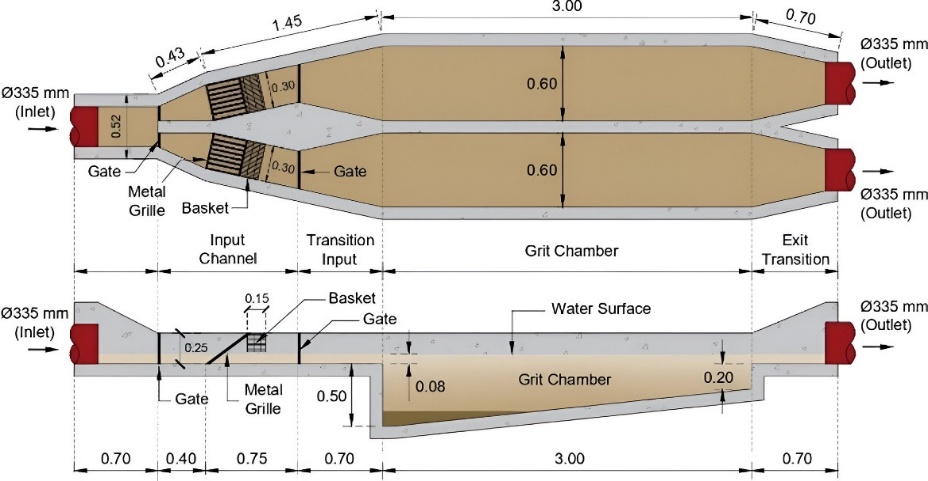 3.00
1.45
0.70
0.43
Ø335 mm
(Outlet)
Ø335 mm
(Inlet)
0.52
0.30
0.60
Gate
Metal
Grille
Basket
0.30
Gate
0.60
Ø335 mm
(Outlet)
Input
Channel
Transition
Input
Grit Chamber
Exit
Transition
Ø335 mm
(Inlet)
0.15
Basket
Gate
Water Surface
Ø335 mm
(Outlet)
0.25
Gate
Metal
Grille
0.50
0.08
Grit Chamber
0.20
0.70
0.40
0.75
0.70
3.00
0.70